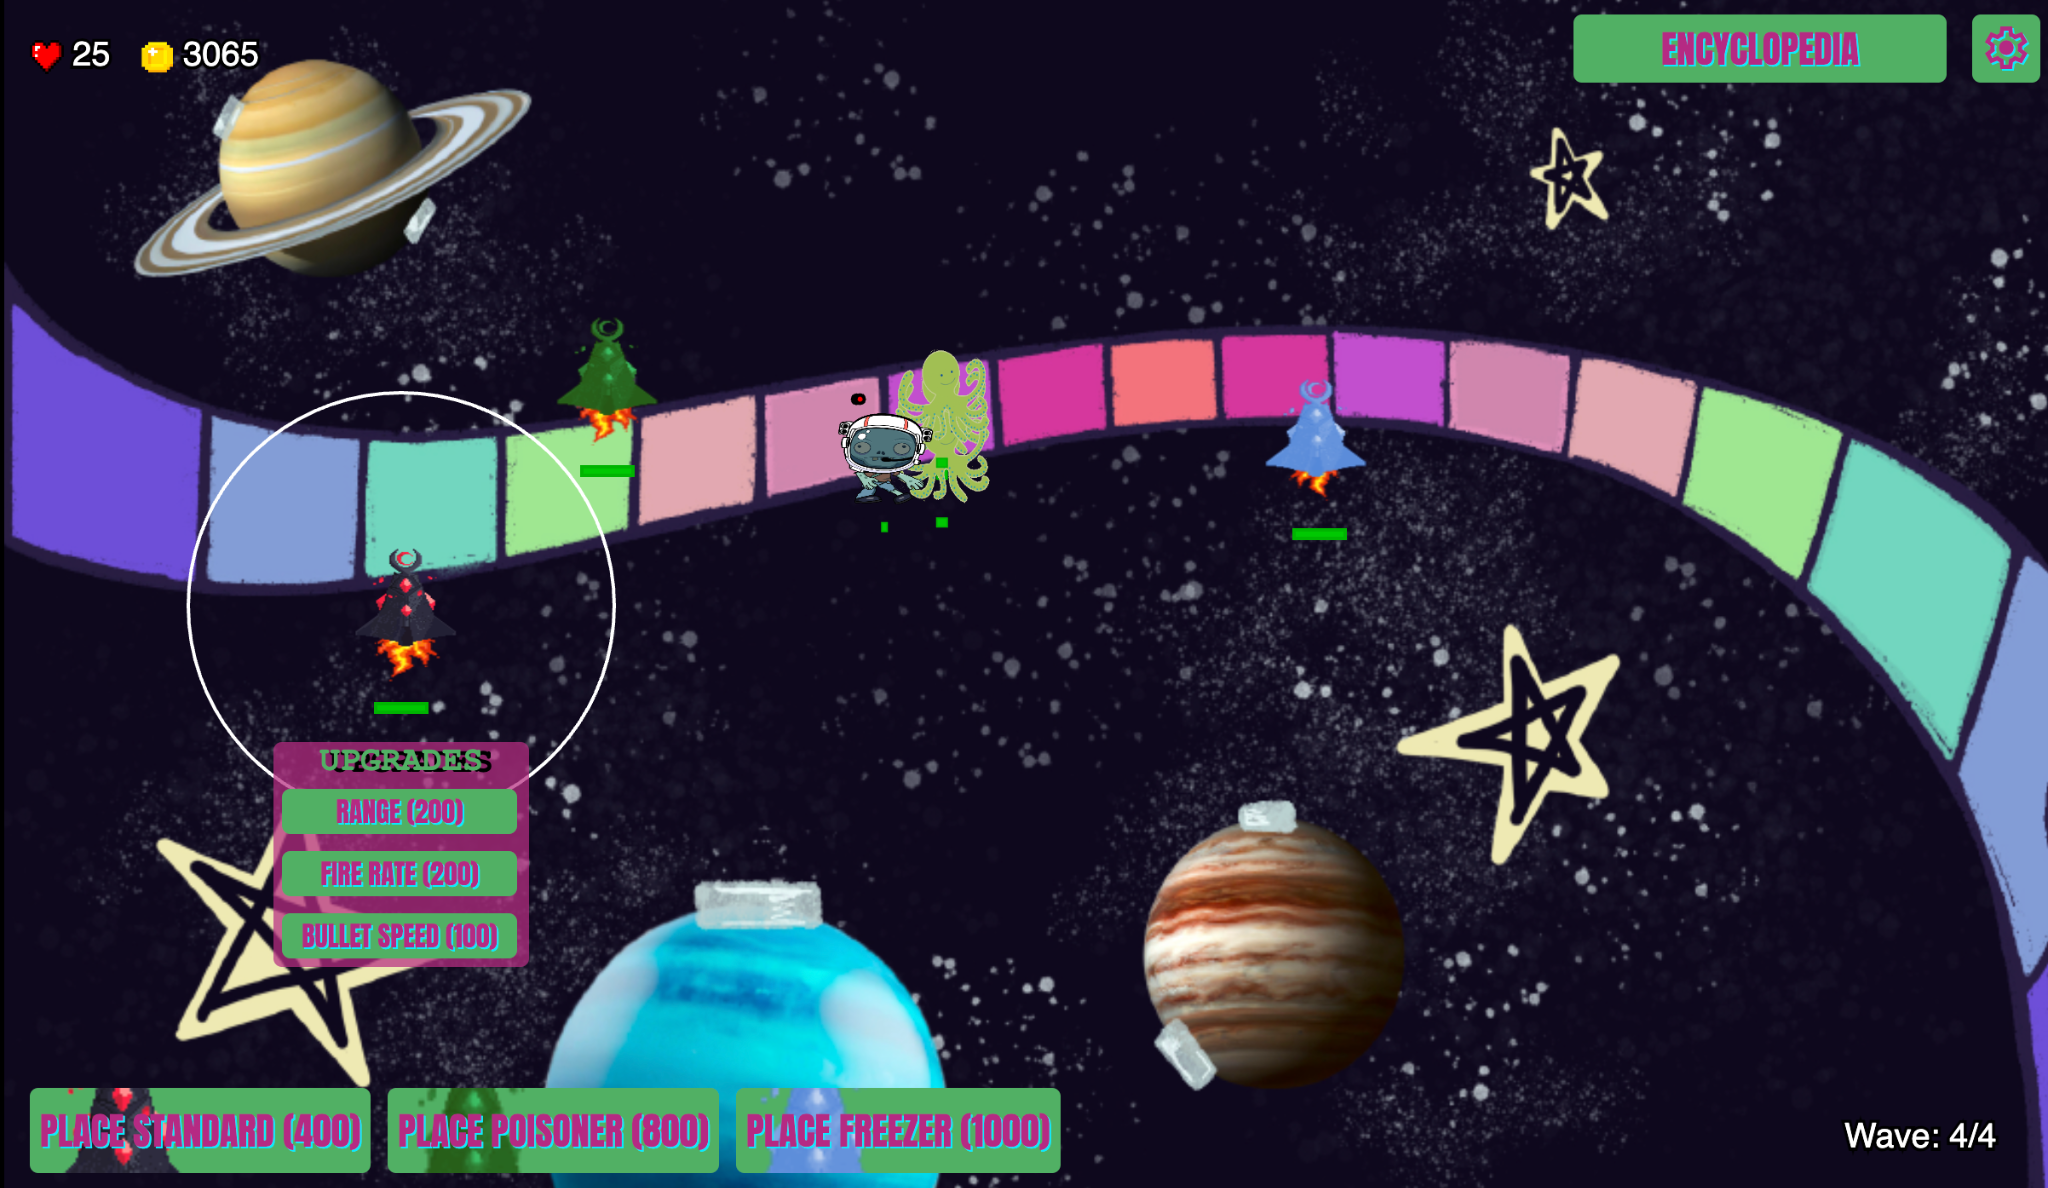 25 3065
ENCYCLOPEDIA
UPGRADES
RANGE (200)
FIRE RATE (200)
BULLET SPEED (100)
PLACE STANDARD (400)
PLACE POISONER (800)
PLACE FREEZER (1000)
Wave: 4/4